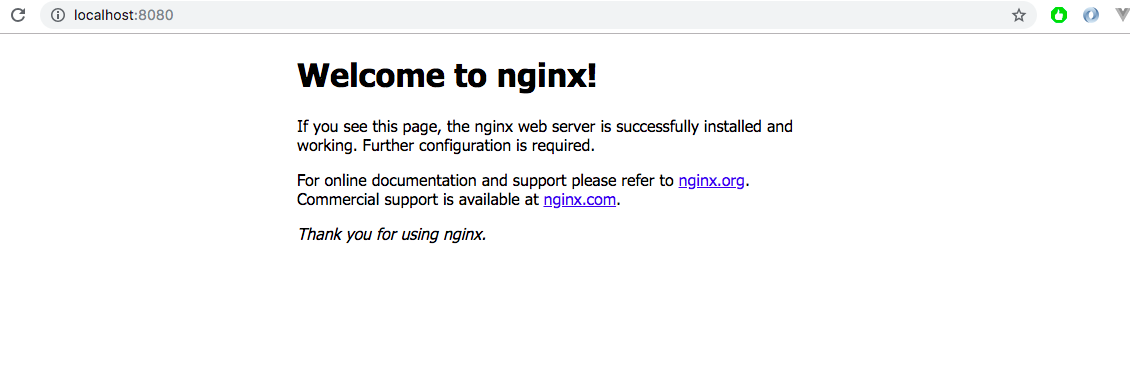 localhost:8080
Welcome to nginx!
If you see this page, the nginx web server is successfully installed and
working. Further configuration is required.
For online documentation and support please refer to nginx.org.
Commercial support is available at nginx.com.
Thank you for using nginx.